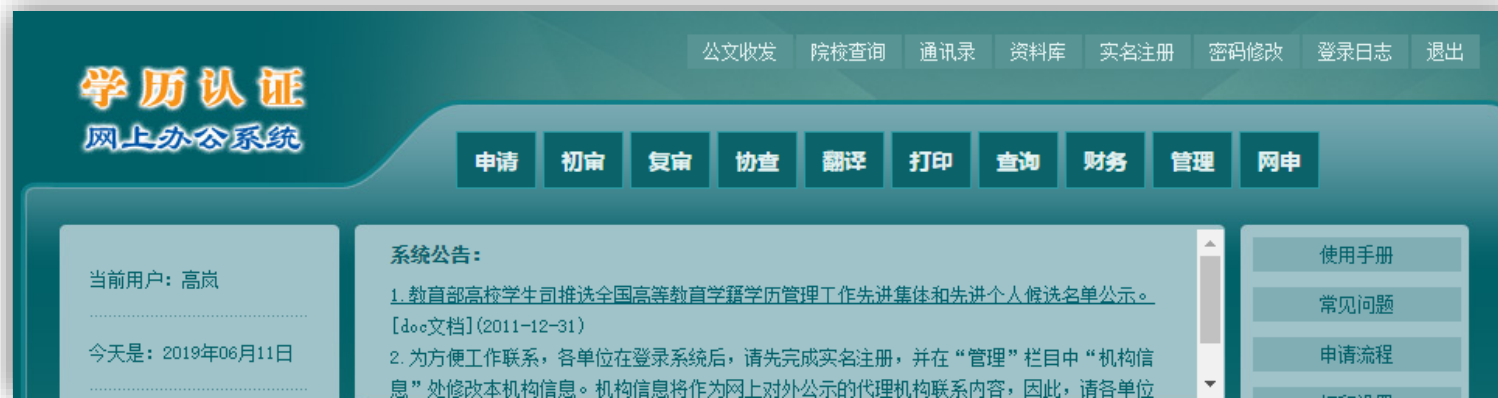 公文收发 院校查询 通讯录 资料库 实名注册 密码修改 登录日志 退出
学历认证
网上办公系统
申请 初审 复审 协查 翻译 打印 查询 财务 管理 网申
当前用户：高岚
今天是：2019年06月11日
系统公告：
1.教育部高校学生司推选全国高等教育学籍学历管理工作先进集体和先进个人候选名单公示。
[doc文档](2011-12-31)
2.为方便工作联系，各单位在登录系统后，请先完成实名注册，并在“管理”栏目中“机构信
息”处修改本机构信息。机构信息将作为网上对外公示的代理机构联系内容，因此，请各单位
使用手册
常见问题
申请流程